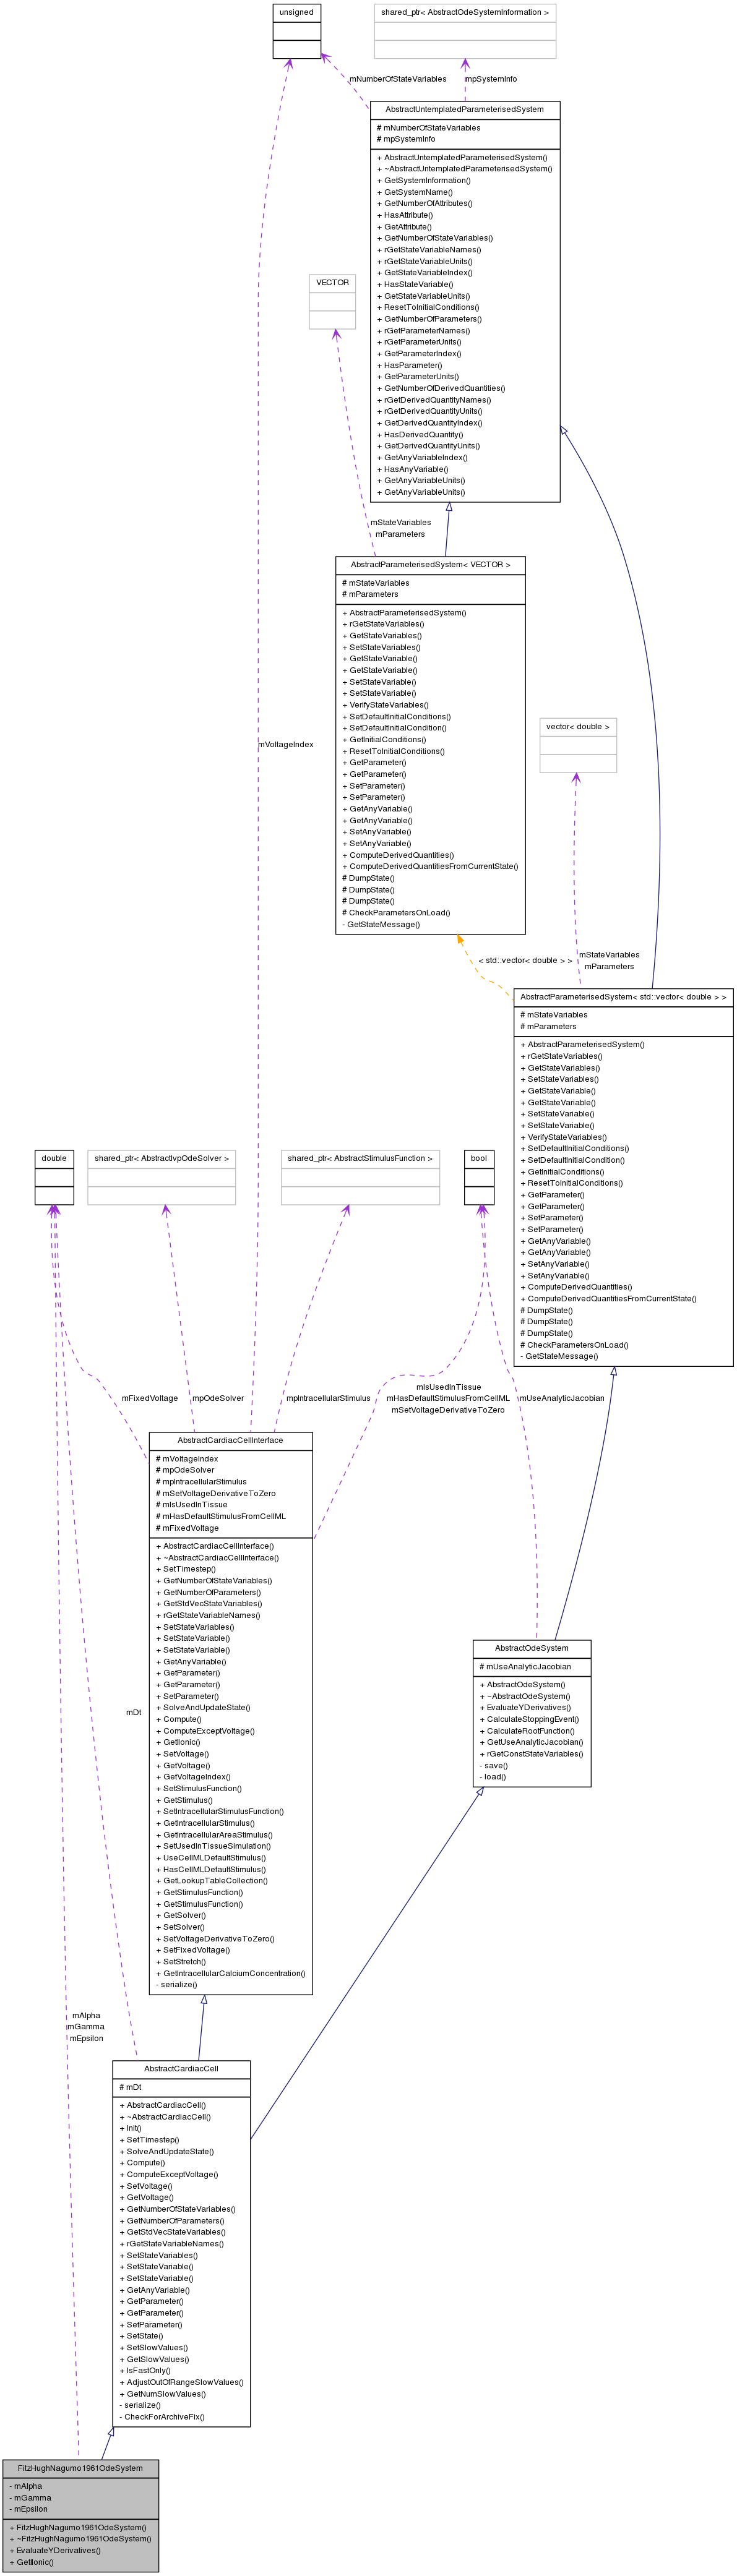 unsigned
shared_ptr< AbstractOdeSystemInformation >
mNumberOfStateVariables
mpSystemInfo
AbstractUntemplatedParameterisedSystem
# mNumberOfStateVariables
# mpSystemInfo
+ AbstractUntemplatedParameterisedSystem()
+ ~AbstractUntemplatedParameterisedSystem()
+ GetSystemInformation()
+ GetSystemName()
+ GetNumberOfAttributes()
+ HasAttribute()
+ GetAttribute()
+ GetNumberOfStateVariables()
+ rGetStateVariableNames()
+ rGetStateVariableUnits()
+ GetStateVariableIndex()
+ HasStateVariable()
+ GetStateVariableUnits()
+ ResetToInitialConditions()
+ GetNumberOfParameters()
+ rGetParameterNames()
+ rGetParameterUnits()
+ GetParameterIndex()
+ HasParameter()
+ GetParameterUnits()
+ GetNumberOfDerivedQuantities()
+ rGetDerivedQuantityNames()
+ rGetDerivedQuantityUnits()
+ GetDerivedQuantityIndex()
+ HasDerivedQuantity()
+ GetDerivedQuantityUnits()
+ GetAnyVariableIndex()
+ HasAnyVariable()
+ GetAnyVariableUnits()
+ GetAnyVariableUnits()
VECTOR
mStateVariables
mParameters
AbstractParameterisedSystem< VECTOR >
# mStateVariables
# mParameters
+ AbstractParameterisedSystem()
+ rGetStateVariables()
+ GetStateVariables()
+ SetStateVariables()
+ GetStateVariable()
+ GetStateVariable()
+ SetStateVariable()
+ SetStateVariable()
+ VerifyStateVariables()
+ SetDefaultInitialConditions()
+ SetDefaultInitialCondition()
+ GetInitialConditions()
+ ResetToInitialConditions()
+ GetParameter()
+ GetParameter()
+ SetParameter()
+ SetParameter()
+ GetAnyVariable()
+ GetAnyVariable()
+ SetAnyVariable()
+ SetAnyVariable()
+ ComputeDerivedQuantities()
+ ComputeDerivedQuantitiesFromCurrentState()
# DumpState()
# DumpState()
# DumpState()
# CheckParametersOnLoad()
- GetStateMessage()
vector< double >
mVoltageIndex
< std::vector< double > >
mStateVariables
mParameters
AbstractParameterisedSystem< std::vector< double > >
# mStateVariables
# mParameters
+ AbstractParameterisedSystem()
+ rGetStateVariables()
+ GetStateVariables()
+ SetStateVariables()
+ GetStateVariable()
+ GetStateVariable()
+ SetStateVariable()
+ SetStateVariable()
+ VerifyStateVariables()
+ SetDefaultInitialConditions()
+ SetDefaultInitialCondition()
+ GetInitialConditions()
+ ResetToInitialConditions()
+ GetParameter()
+ GetParameter()
+ SetParameter()
+ SetParameter()
+ GetAnyVariable()
+ GetAnyVariable()
+ SetAnyVariable()
+ SetAnyVariable()
+ ComputeDerivedQuantities()
+ ComputeDerivedQuantitiesFromCurrentState()
# DumpState()
# DumpState()
# DumpState()
# CheckParametersOnLoad()
- GetStateMessage()
double
shared_ptr< AbstractIvpOdeSolver >
shared_ptr< AbstractStimulusFunction >
bool
mFixedVoltage
mpOdeSolver
mpIntracellularStimulus
mIsUsedInTissue
mHasDefaultStimulusFromCellML
mSetVoltageDerivativeToZero
mUseAnalyticJacobian
AbstractCardiacCellInterface
# mVoltageIndex
# mpOdeSolver
# mpIntracellularStimulus
# mSetVoltageDerivativeToZero
# mIsUsedInTissue
# mHasDefaultStimulusFromCellML
# mFixedVoltage
+ AbstractCardiacCellInterface()
+ ~AbstractCardiacCellInterface()
+ SetTimestep()
+ GetNumberOfStateVariables()
+ GetNumberOfParameters()
+ GetStdVecStateVariables()
+ rGetStateVariableNames()
+ SetStateVariables()
+ SetStateVariable()
+ SetStateVariable()
+ GetAnyVariable()
+ GetParameter()
+ GetParameter()
+ SetParameter()
+ SolveAndUpdateState()
+ Compute()
+ ComputeExceptVoltage()
+ GetIIonic()
+ SetVoltage()
+ GetVoltage()
+ GetVoltageIndex()
+ SetStimulusFunction()
+ GetStimulus()
+ SetIntracellularStimulusFunction()
+ GetIntracellularStimulus()
+ GetIntracellularAreaStimulus()
+ SetUsedInTissueSimulation()
+ UseCellMLDefaultStimulus()
+ HasCellMLDefaultStimulus()
+ GetLookupTableCollection()
+ GetStimulusFunction()
+ GetStimulusFunction()
+ GetSolver()
+ SetSolver()
+ SetVoltageDerivativeToZero()
+ SetFixedVoltage()
+ SetStretch()
+ GetIntracellularCalciumConcentration()
- serialize()
AbstractOdeSystem
# mUseAnalyticJacobian
+ AbstractOdeSystem()
+ ~AbstractOdeSystem()
+ EvaluateYDerivatives()
+ CalculateStoppingEvent()
+ CalculateRootFunction()
+ GetUseAnalyticJacobian()
+ rGetConstStateVariables()
- save()
- load()
mDt
mAlpha
mGamma
mEpsilon
AbstractCardiacCell
# mDt
+ AbstractCardiacCell()
+ ~AbstractCardiacCell()
+ Init()
+ SetTimestep()
+ SolveAndUpdateState()
+ Compute()
+ ComputeExceptVoltage()
+ SetVoltage()
+ GetVoltage()
+ GetNumberOfStateVariables()
+ GetNumberOfParameters()
+ GetStdVecStateVariables()
+ rGetStateVariableNames()
+ SetStateVariables()
+ SetStateVariable()
+ SetStateVariable()
+ GetAnyVariable()
+ GetParameter()
+ GetParameter()
+ SetParameter()
+ SetState()
+ SetSlowValues()
+ GetSlowValues()
+ IsFastOnly()
+ AdjustOutOfRangeSlowValues()
+ GetNumSlowValues()
- serialize()
- CheckForArchiveFix()
FitzHughNagumo1961OdeSystem
- mAlpha
- mGamma
- mEpsilon
+ FitzHughNagumo1961OdeSystem()
+ ~FitzHughNagumo1961OdeSystem()
+ EvaluateYDerivatives()
+ GetIIonic()